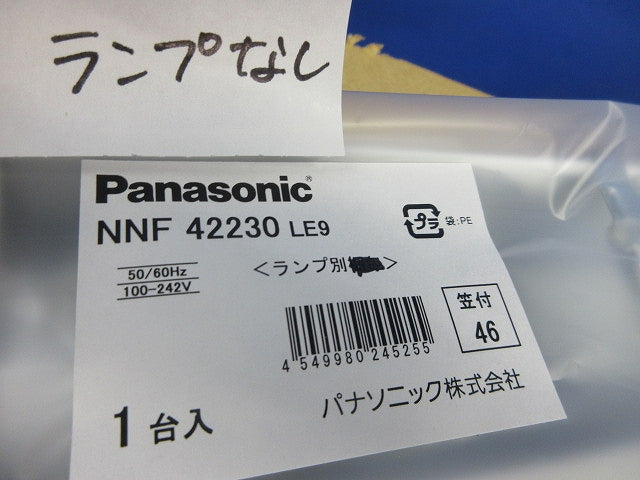 ランプなし
Panasonic®
NNF 42230 LE9
プラ 袋:PE
50/60Hz
100-242V
<ランプ別>
笠付
46
4 549980 245255
1台入
パナソニック株式会社